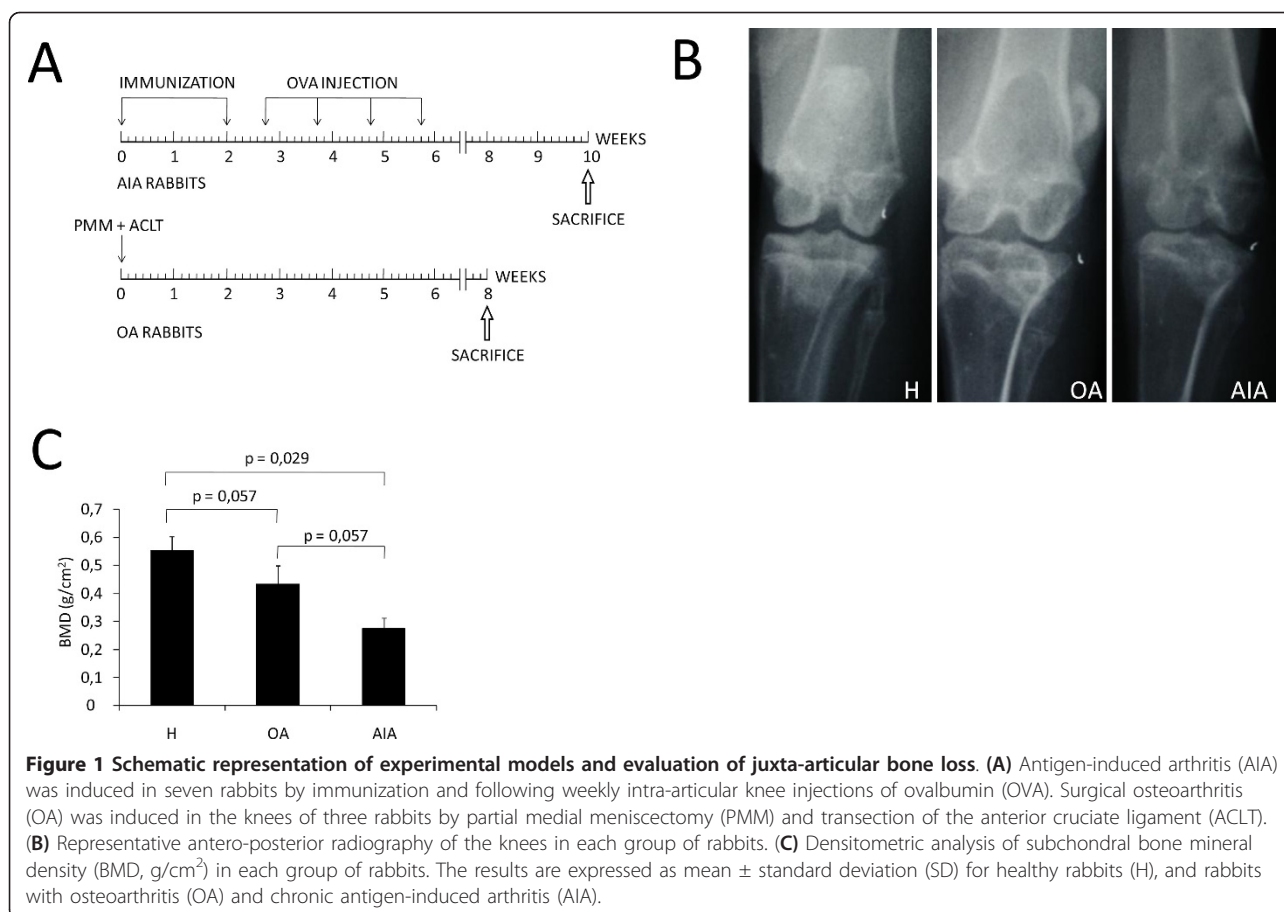 A
IMMUNIZATION OVA INJECTION
0 1 2 3 4 5 6 8 9 10 WEEKS
AIA RABBITS
SACRIFICE
PMM + ACLT
0 1 2 3 4 5 6 8 WEEKS
OA RABBITS
SACRIFICE
B
H OA AIA
C
p = 0,029
p = 0,057
p = 0,057
BMD (g/cm²)
0,7
0,6
0,5
0,4
0,3
0,2
0,1
0
H OA AIA
Figure 1 Schematic representation of experimental models and evaluation of juxta-articular bone loss. (A) Antigen-induced arthritis (AIA)
was induced in seven rabbits by immunization and following weekly intra-articular knee injections of ovalbumin (OVA). Surgical osteoarthritis
(OA) was induced in the knees of three rabbits by partial medial meniscectomy (PMM) and transection of the anterior cruciate ligament (ACLT).
(B) Representative antero-posterior radiography of the knees in each group of rabbits. (C) Densitometric analysis of subchondral bone mineral
density (BMD, g/cm²) in each group of rabbits. The results are expressed as mean ± standard deviation (SD) for healthy rabbits (H), and rabbits
with osteoarthritis (OA) and chronic antigen-induced arthritis (AIA).